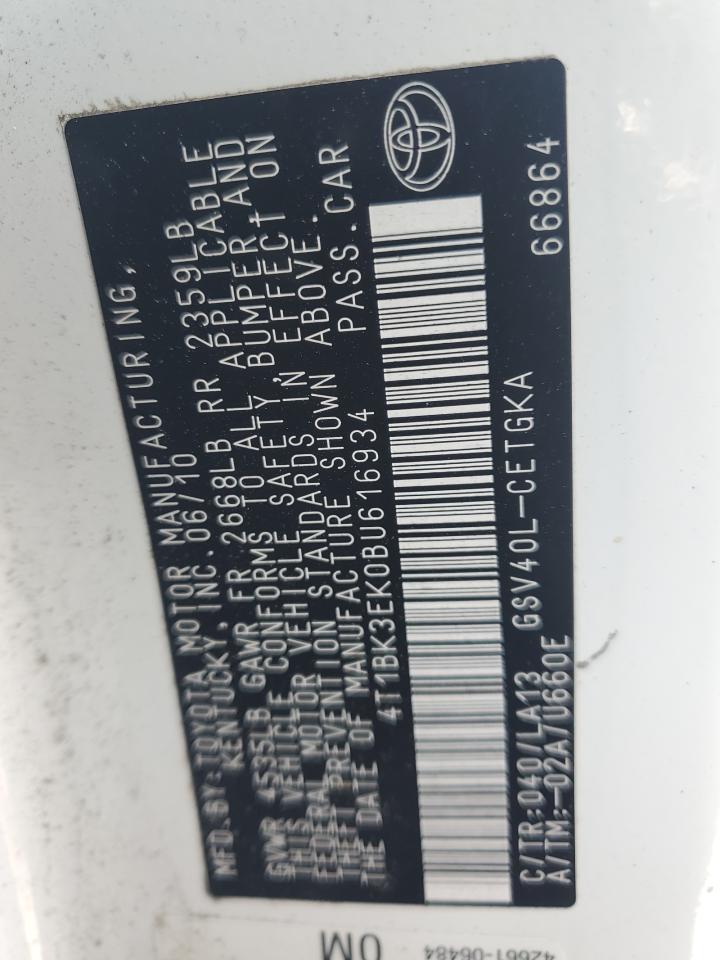 MFD. BY: TOYOTA MOTOR MANUFACTURING,
KENTUCKY, INC. 06/10
GVWR 4535LB GAWR FR 2668LB RR 2359LB
THIS VEHICLE CONFORMS TO ALL APPLICABLE
FEDERAL MOTOR VEHICLE SAFETY, BUMPER, AND
THEFT PREVENTION STANDARDS IN EFFECT ON
THE DATE OF MANUFACTURE SHOWN ABOVE.
4T1BK3EK0BU616934 PASS.CAR
C/TR:040/LA13 GSV40L-CETGKA
A/TM:-02A/U660E 66864
42661-06484